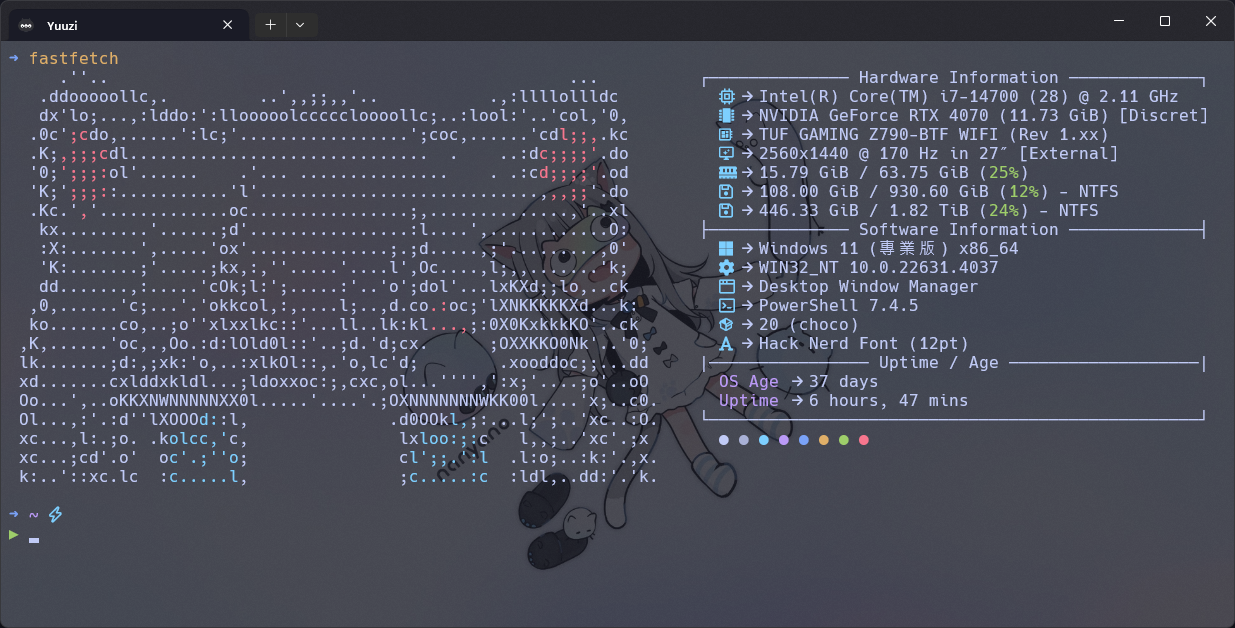 Yuuzi
fastfetch
Hardware Information
Intel(R) Core(TM) i7-14700 (28) @ 2.11 GHz
NVIDIA GeForce RTX 4070 (11.73 GiB) [Discret]
TUF GAMING Z790-BTF WIFI (Rev 1.xx)
2560x1440 @ 170 Hz in 27″ [External]
15.79 GiB / 63.75 GiB (25%)
108.00 GiB / 930.60 GiB (12%) – NTFS
446.33 GiB / 1.82 TiB (24%) – NTFS
Software Information
Windows 11 (專業版) x86_64
WIN32_NT 10.0.22631.4037
Desktop Window Manager
PowerShell 7.4.5
20 (choco)
Hack Nerd Font (12pt)
Uptime / Age
OS Age → 37 days
Uptime → 6 hours, 47 mins
→ ~